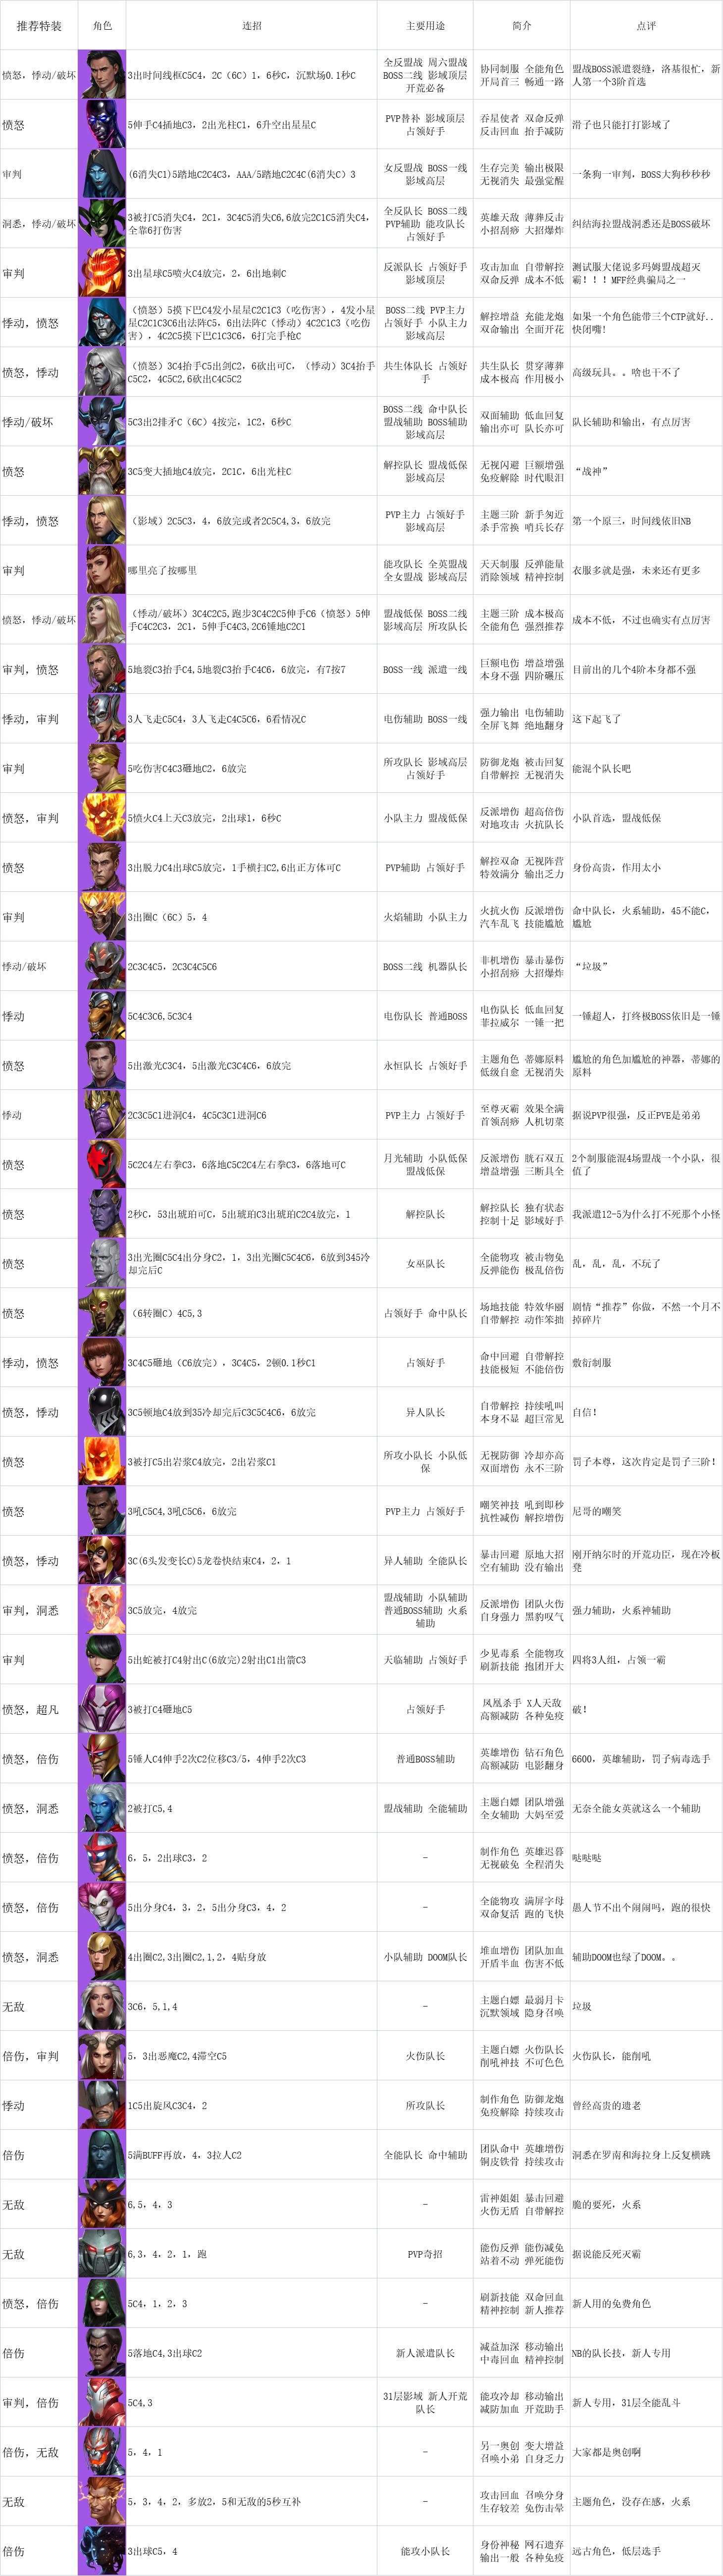 推荐特装 角色 连招 主要用途 简介 点评
愤怒，悸动/破坏 3出时间线框C5C4，2C（6C）1，6秒C，沉默场0.1秒C 全反盟战 周六盟战 BOSS二线 影域顶层 开荒必备 协同制服 全能角色 开局首三 畅通一路 盟战BOSS派遣裂缝，洛基很忙，新人第一个3阶首选
愤怒 5伸手C4插地C3，2出光柱C1，6升空出星星C PVP替补 影域顶层 占领好手 吞星使者 双命反弹 反击回血 抬手减防 滑子也只能打打影域了
审判 (6消失C1)5踏地C2C4C3，AAA/5踏地C2C4C(6消失C）3 女反盟战 BOSS一线 影域高层 生存完美 输出极限 无视消失 最强觉醒 一条狗一审判，BOSS大狗秒秒秒
洞悉，悸动/破坏 3被打C5消失C4，2C1，3C4C5消失C6,6放完2C1C5消失C4，全靠6打伤害 全反队长 BOSS二线 PVP辅助 能攻队长 占领好手 英雄天敌 薄葬反击 小招刮痧 大招爆炸 纠结海拉盟战洞悉还是BOSS破坏
审判 3出星球C5喷火C4放完，2，6出地刺C 反派队长 占领好手 影域顶层 攻击加血 自带解控 双命反弹 成本不低 测试服大佬说多玛姆盟战超灭霸！！！MFF经典骗局之一
悸动，愤怒 （愤怒）5摸下巴C4发小星星C2C1C3（吃伤害），4发小星星C2C1C3C6出法阵C5，6出法阵C（悸动）4C2C1C3（吃伤害），4C2C5摸下巴C1C3C6，6打完手枪C BOSS二线 PVP主力 占领好手 小队主力 影域高层 解控增益 充能龙炮 双命输出 全面开花 如果一个角色能带三个CTP就好..快闭嘴!
愤怒，悸动 （愤怒）3C4抬手C5出剑C2，6砍出可C，（悸动）3C4抬手C5C2，4C5C2,6砍出C4C5C2 共生体队长 占领好手 共生队长 贯穿薄葬 成本极高 作用极小 高级玩具。。啥也干不了
悸动/破坏 5C3出2排矛C（6C）4按完，1C2，6秒C BOSS二线 命中队长 盟战辅助 BOSS辅助 影域高层 双面辅助 低血回复 输出亦可 队长亦可 队长辅助和输出，有点厉害
愤怒 3C5变大插地C4放完，2C1C，6出光柱C 解控队长 盟战低保 影域高层 无视闪避 巨额增强 免疫解除 时代眼泪 “战神”
悸动，愤怒 （影域）2C5C3，4，6放完或者2C5C4,3，6放完 PVP主力 占领好手 影域高层 主题三阶 新手匆近 杀手常换 哨兵长存 第一个原三，时间线依旧NB
审判 哪里亮了按哪里 能攻队长 全英盟战 全女盟战 影域高层 天天制服 反弹能量 消除领域 精神控制 衣服多就是强，未来还有更多
愤怒，悸动/破坏 （悸动/破坏）3C4C2C5,跑步3C4C2C5伸手C6（愤怒）5伸手C4C2C3，2C1，5伸手C4C3,2C6锤地C2C1 盟战低保 BOSS二线 影域高层 所攻队长 主题三阶 成本极高 全能角色 强烈推荐 成本不低，不过也确实有点厉害
审判，愤怒 5地裂C3抬手C4,5地裂C3抬手C4C6，6放完，有7按7 BOSS一线 派遣一线 巨额电伤 增益增强 本身不强 四阶碾压 目前出的几个4阶本身都不强
悸动，审判 3人飞走C5C4，3人飞走C4C5C6，6看情况C 电伤辅助 BOSS一线 强力输出 电伤辅助 全屏飞舞 绝地翻身 这下起飞了
审判 5吃伤害C4C3砸地C2，6放完 所攻队长 影域高层 占领好手 防御龙炮 被击回复 自带解控 无视消失 能混个队长吧
愤怒，审判 5愤火C4上天C3放完，2出球1，6秒C 小队主力 盟战低保 反派增伤 超高倍伤 对地攻击 火抗队长 小队首选，盟战低保
愤怒 3出脱力C4出球C5放完，1手横扫C2,6出正方体可C PVP辅助 占领好手 解控双命 无视阵营 特效满分 输出乏力 身份高贵，作用太小
审判 3出圈C（6C）5，4 火焰辅助 小队主力 火抗火伤 反派增伤 汽车乱飞 技能尴尬 命中队长，火系辅助，45不能C，尴尬
悸动/破坏 2C3C4C5，2C3C4C5C6 BOSS二线 机器队长 非机增伤 暴击暴伤 小招刮痧 大招爆炸 “垃圾”
悸动 5C4C3C6,5C3C4 电伤队长 普通BOSS 电伤队长 低血回复 菲拉威尔 一锤一把 一锤超人，打终极BOSS依旧是一锤
愤怒 5出激光C3C4，5出激光C3C4C6，6放完 永恒队长 占领好手 主题角色 蒂娜原料 低级自愈 无视消失 尴尬的角色加尴尬的神器，蒂娜的原料
悸动 2C3C5C1进洞C4，4C5C3C1进洞C6 PVP主力 占领好手 至尊灭霸 效果全满 首领刮痧 人机切菜 据说PVP很强，反正PVE是弟弟
愤怒 5C2C4左右拳C3，6落地C5C2C4左右拳C3，6落地可C 月光辅助 小队低保 盟战低保 反派增伤 胱石双五 增益增强 三断具全 2个制服能混4场盟战一个小队，很值了
愤怒 2秒C，53出琥珀可C，5出琥珀C3出琥珀C2C4放完，1 解控队长 解控队长 独有状态 控制十足 影域好手 我派遣12-5为什么打不死那个小怪
愤怒 3出光圈C5C4出分身C2，1，3出光圈C5C4C6，6放到345冷却完后C 女巫队长 全能物攻 被击物免 反弹能伤 极乱倍伤 乱，乱，乱，不玩了
愤怒 （6转圈C）4C5,3 占领好手 命中队长 场地技能 特效华丽 自带解控 动作笨拙 剧情“推荐”你做，不然一个月不掉碎片
悸动，愤怒 3C4C5砸地（C6放完），3C4C5，2顿0.1秒C1 占领好手 命中回避 自带解控 技能极短 不能倍伤 敷衍制服
愤怒，悸动 3C5顿地C4放到35冷却完后C3C5C4C6，6放完 异人队长 自带解控 持续吼叫 本身不显 超巨常见 自信!
愤怒 3被打C5出岩浆C4放完，2出岩浆C1 所攻小队长 小队低保 无视防御 冷却亦高 双面增伤 永不三阶 罚子本尊，这次肯定是罚子三阶！
愤怒 3吼C5C4,3吼C5C6，6放完 PVP主力 占领好手 嘲笑神技 吼到即秒 抗性减伤 解控增伤 尼哥的嘲笑
愤怒，悸动 3C(6头发变长C)5龙卷快结束C4，2，1 异人辅助 全能队长 暴击回避 原地大招 空有辅助 没有输出 刚开纳尔时的开荒功臣，现在冷板凳
审判，洞悉 3C5放完，4放完 盟战辅助 小队辅助 普通BOSS辅助 火系辅助 反派增伤 团队火伤 自身强力 黑豹叹气 强力辅助，火系神辅助
审判 5出蛇被打C4射出C(6放完)2射出C1出箭C3 天临辅助 占领好手 少见毒系 全能物攻 刷新技能 抱团开大 四将3人组，占领一霸
愤怒，超凡 3被打C4砸地C5 占领好手 凤凰杀手 X人天敌 高额减防 各种免疫 破!
愤怒，倍伤 5锤人C4伸手2次C2位移C3/5，4伸手2次C3 普通BOSS辅助 英雄增伤 钻石角色 高额减防 电影翻身 6600，英雄辅助，罚子病毒选手
愤怒，洞悉 2被打C5,4 盟战辅助 全能辅助 主题白嫖 团队增强 全女辅助 大妈至爱 无奈全能女英就这么一个辅助
愤怒，倍伤 6，5，2出球C3，2 - 制作角色 英雄迟暮 无视破免 全程消失 哒哒哒
愤怒，倍伤 5出分身C4，3，2，5出分身C3，4，2 - 全能物攻 满屏字母 双命复活 跑的飞快 愚人节不出个闹闹吗，跑的很快
愤怒，洞悉 4出圈C2,3出圈C2,1,2，4贴身放 小队辅助 DOOM队长 堆血增伤 团队加血 开盾半血 伤害不低 辅助DOOM也绿了DOOM。。
无敌 3C6，5,1,4 - 主题白嫖 最弱月卡 沉默领域 隐身召唤 垃圾
倍伤，审判 5，3出恶魔C2,4滞空C5 火伤队长 主题白嫖 火伤队长 削吼神技 不可色色 火伤队长，能削吼
悸动 1C5出旋风C3C4，2 所攻队长 制作角色 防御龙炮 免疫解除 持续攻击 曾经高贵的遗老
倍伤 5满BUFF再放，4，3拉人C2 全能队长 命中辅助 团队命中 英雄增伤 铜皮铁骨 持续攻击 洞悉在罗南和海拉身上反复横跳
无敌 6,5，4，3 - 雷神姐姐 暴击回避 火伤无盾 自带解控 脆的要死，火系
无敌 6,3，4，2，1，跑 PVP奇招 能伤反弹 能伤减免 站着不动 弹死能伤 据说能反死灭霸
愤怒，倍伤 5C4，1，2，3 - 刷新技能 双命回血 精神控制 新人推荐 新人用的免费角色
倍伤 5落地C4,3出球C2 新人派遣队长 减益加深 移动输出 中毒回血 精神控制 NB的队长技，新人专用
审判，倍伤 5C4,3 31层影域 新人开荒队长 能攻冷却 移动输出 减防加血 开荒助手 新人专用，31层全能乱斗
倍伤，无敌 5，4，1 - 另一奥创 变大增益 召唤小弟 自身乏力 大家都是奥创啊
无敌 5，3，4，2，多放2，5和无敌的5秒互补 - 攻击回血 召唤分身 生存较差 免伤击晕 主题角色，没存在感，火系
倍伤 3出球C5，4 能攻小队长 身份神秘 网石遗弃 输出一般 各种免疫 远古角色，低层选手